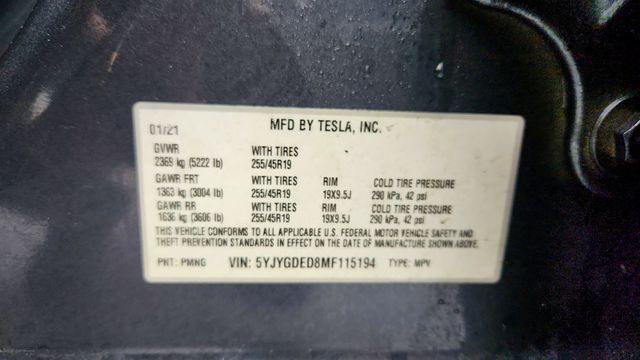 01/21 MFD BY TESLA, INC.
GVWR WITH TIRES
2369 kg (5222 lb) 255/45R19
GAWR FRT WITH TIRES RIM COLD TIRE PRESSURE
1363 kg (3004 lb) 255/45R19 19X9.5J 290 kPa, 42 psi
GAWR RR WITH TIRES RIM COLD TIRE PRESSURE
1636 kg (3606 lb) 255/45R19 19X9.5J 290 kPa, 42 psi
THIS VEHICLE CONFORMS TO ALL APPLICABLE U.S. FEDERAL MOTOR VEHICLE SAFETY AND
THEFT PREVENTION STANDARDS IN EFFECT ON THE DATE OF MANUFACTURE SHOWN ABOVE.
PNT: PMNG VIN: 5YJYGDED8MF115194 TYPE: MPV